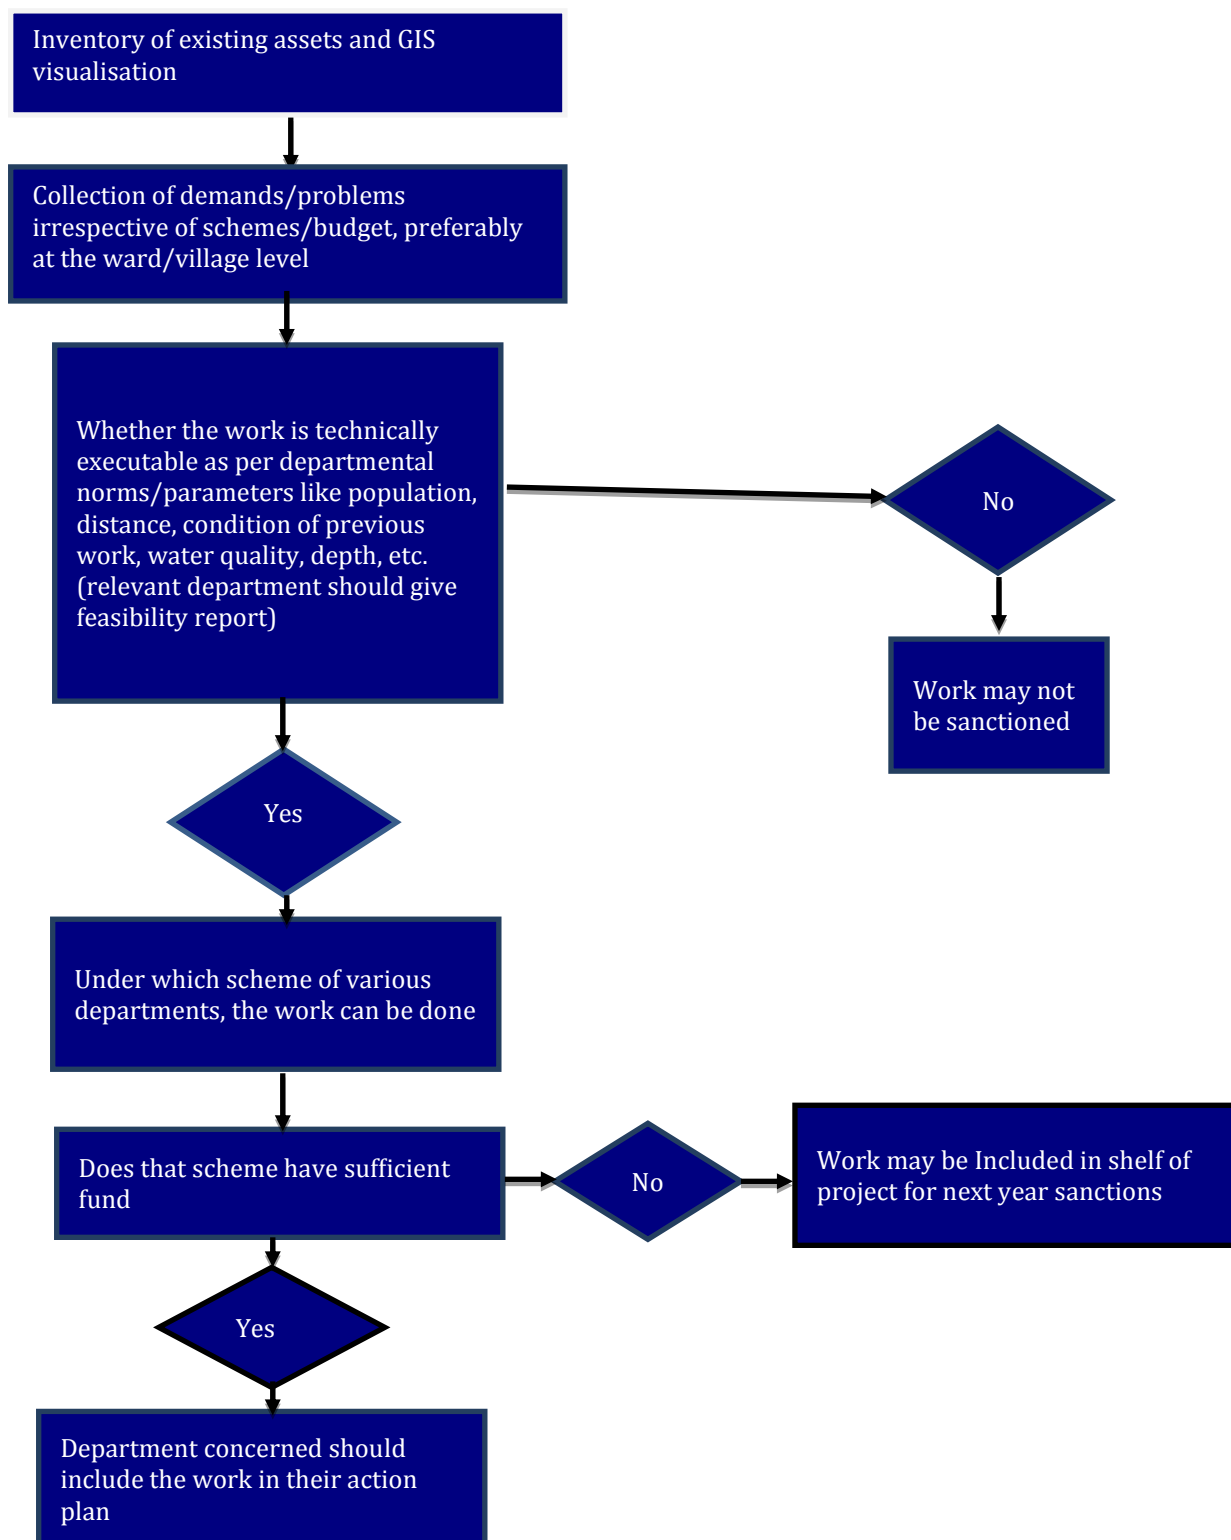 Inventory of existing assets and GIS
visualisation
Collection of demands/problems
irrespective of schemes/budget, preferably
at the ward/village level
Whether the work is technically
executable as per departmental
norms/parameters like population,
distance, condition of previous
work, water quality, depth, etc.
(relevant department should give
feasibility report)
No
Work may not
be sanctioned
Yes
Under which scheme of various
departments, the work can be done
Does that scheme have sufficient
fund
No
Work may be Included in shelf of
project for next year sanctions
Yes
Department concerned should
include the work in their action
plan